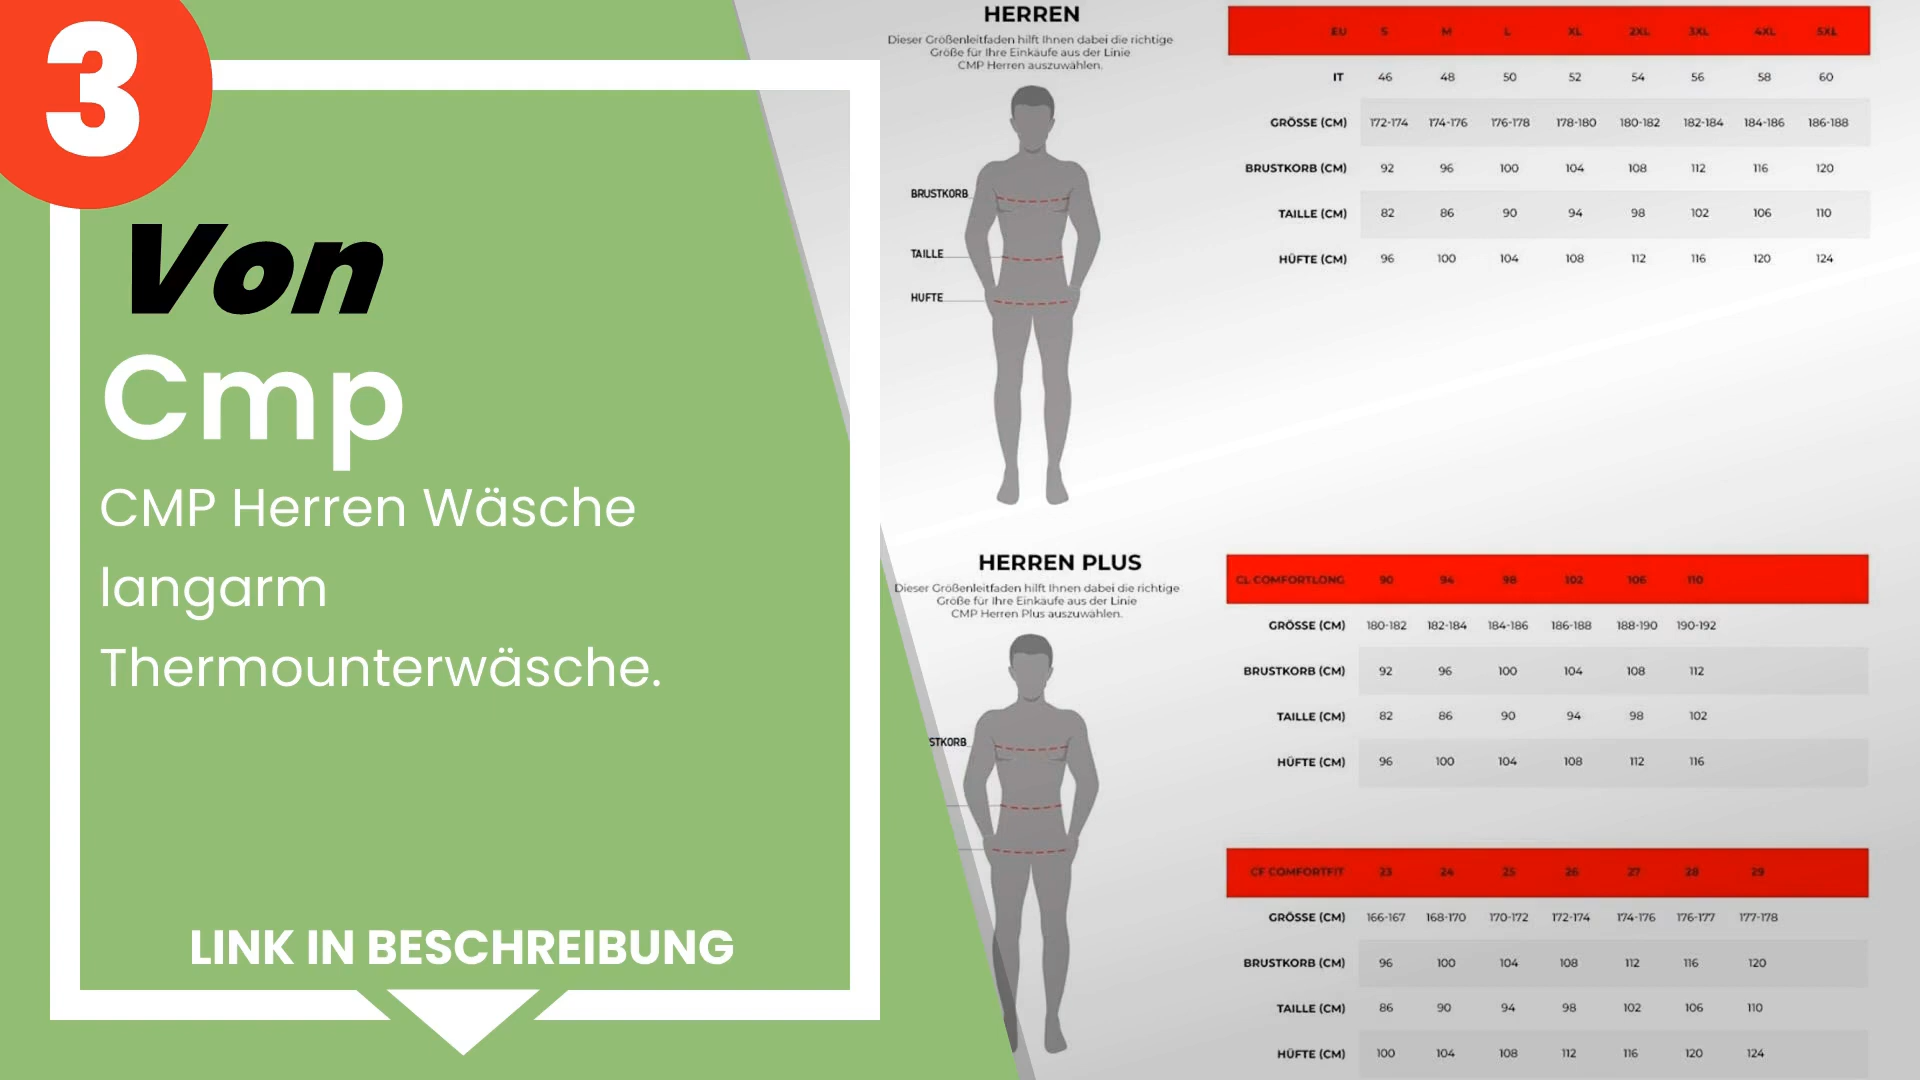 3
Von
Cmp
CMP Herren Wäsche
langarm
Thermounterwäsche.
LINK IN BESCHREIBUNG
HERREN
Dieser Größenleitfaden hilft Ihnen dabei die richtige
Größe für Ihre Einkäufe aus der Linie
CMP Herren auszuwählen.
BRUSTKORB
TAILLE
HUFTE
EU S M L XL 2XL 3XL 4XL 5XL
IT 46 48 50 52 54 56 58 60
GRÖSSE (CM) 172-174 174-176 176-178 178-180 180-182 182-184 184-186 186-188
BRUSTKORB (CM) 92 96 100 104 108 112 116 120
TAILLE (CM) 82 86 90 94 98 102 106 110
HÜFTE (CM) 96 100 104 108 112 116 120 124
HERREN PLUS
Dieser Größenleitfaden hilft Ihnen dabei die richtige
Größe für Ihre Einkäufe aus der Linie
CMP Herren Plus auszuwählen.
STKORB
CL COMFORTLONG 90 94 98 102 106 110
GRÖSSE (CM) 180-182 182-184 184-186 186-188 188-190 190-192
BRUSTKORB (CM) 92 96 100 104 108 112
TAILLE (CM) 82 86 90 94 98 102
HÜFTE (CM) 96 100 104 108 112 116
CF COMFORTFIT 23 24 25 26 27 28 29
GRÖSSE (CM) 166-167 168-170 170-172 172-174 174-176 176-177 177-178
BRUSTKORB (CM) 96 100 104 108 112 116 120
TAILLE (CM) 86 90 94 98 102 106 110
HÜFTE (CM) 100 104 108 112 116 120 124